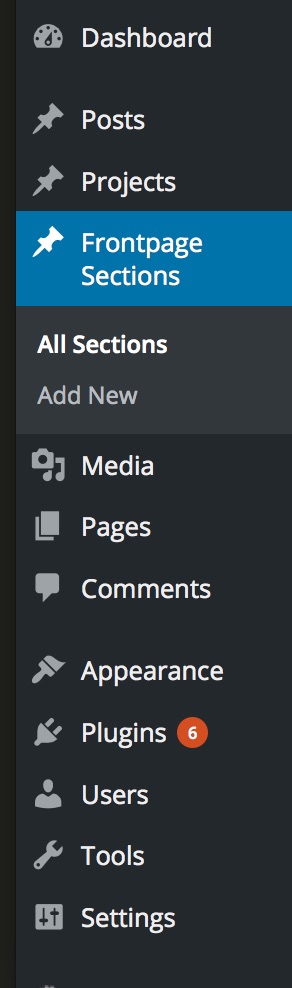 Dashboard
Posts
Projects
Frontpage
Sections
All Sections
Add New
Media
Pages
Comments
Appearance
Plugins 6
Users
Tools
Settings